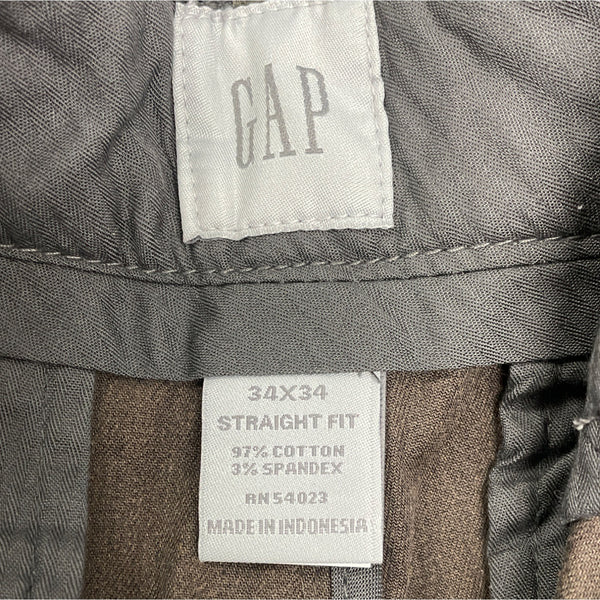 GAP
34X34
STRAIGHT FIT
97% COTTON
3% SPANDEX
RN 54023
MADE IN INDONESIA